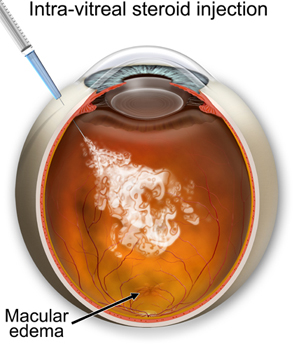 Intra-vitreal steroid injection
Macular
edema